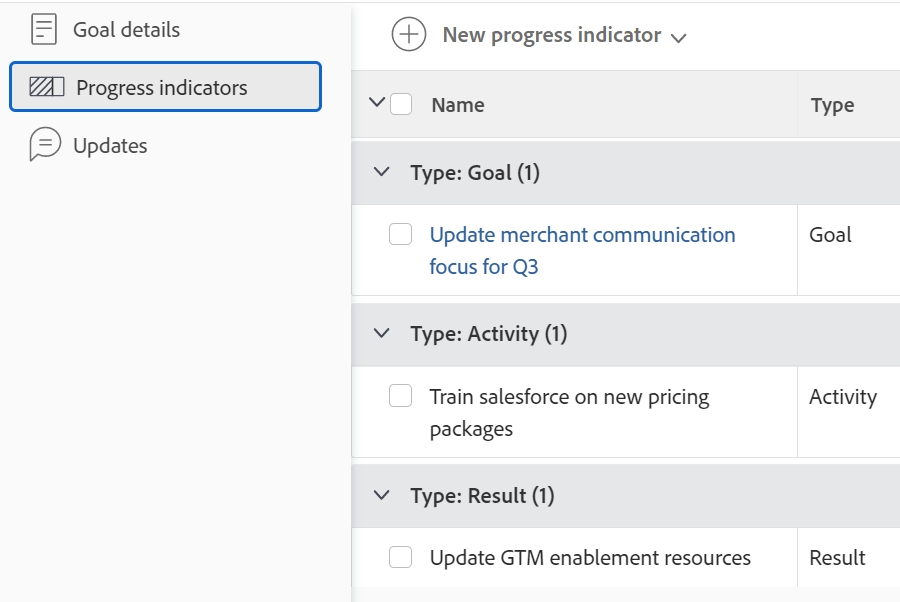 Goal details
Progress indicators
Updates
New progress indicator
Name
Type
Type: Goal (1)
Update merchant communication
focus for Q3
Goal
Type: Activity (1)
Train salesforce on new pricing
packages
Activity
Type: Result (1)
Update GTM enablement resources
Result